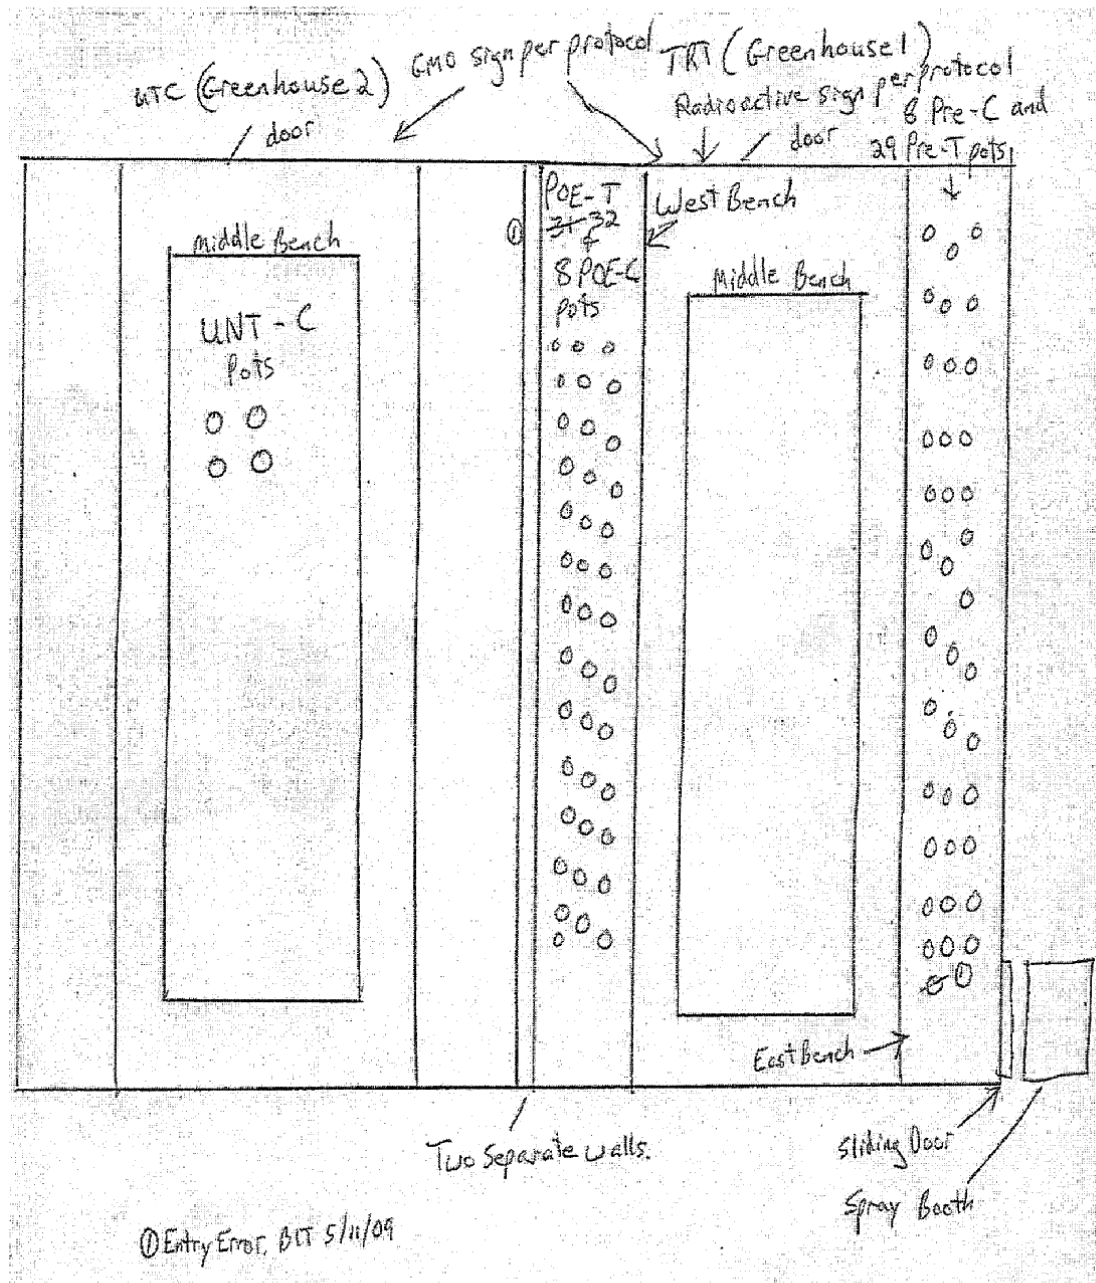 UTC (Greenhouse 2)
door
GMO sign per protocol
TRT (Greenhouse 1)
Radioactive sign per protocol
door
8 Pre-C and
29 Pre-T pots
Middle Bench
UNT-C
Pots
①
POE-T
31 32
+
8 POE-C
pots
West Bench
Middle Bench
East Bench
Two Separate walls.
Sliding Door
Spray Booth
① Entry Error. BCT 5/11/09